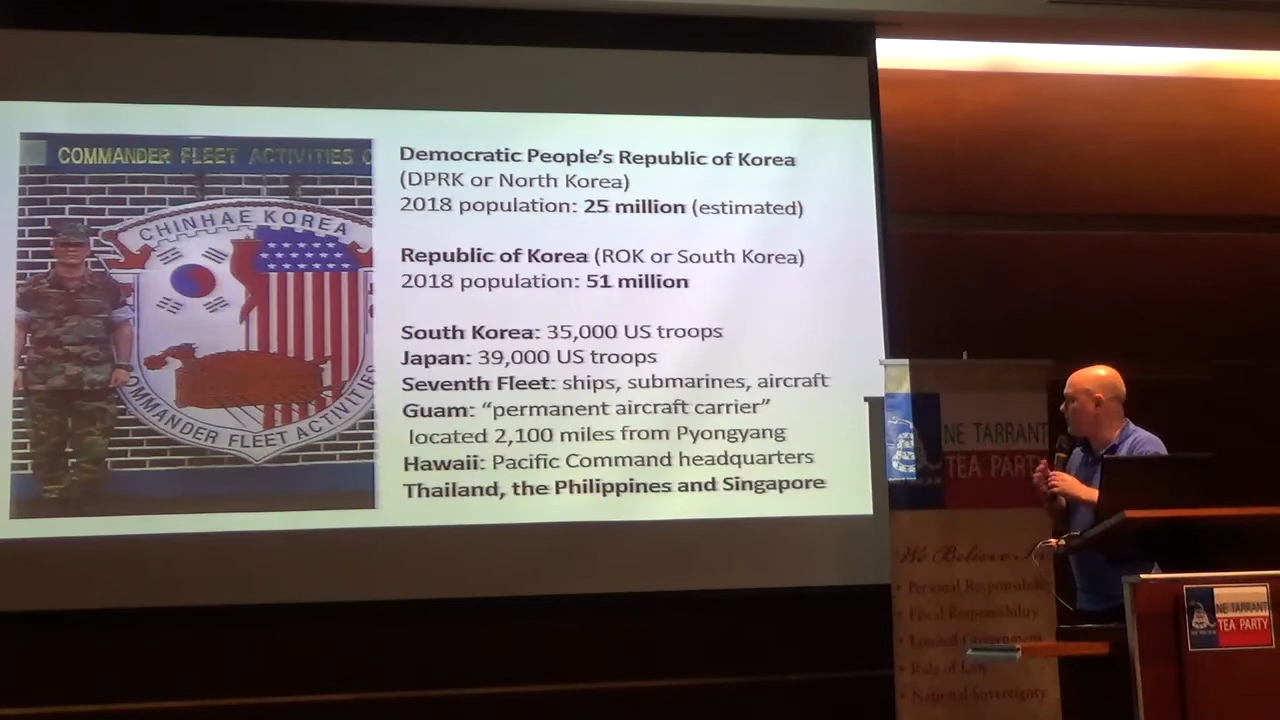 COMMANDER FLEET ACTIVITIES
CHINHAE KOREA
COMMANDER FLEET ACTIVITIES
Democratic People's Republic of Korea
(DPRK or North Korea)
2018 population: 25 million (estimated)
Republic of Korea (ROK or South Korea)
2018 population: 51 million
South Korea: 35,000 US troops
Japan: 39,000 US troops
Seventh Fleet: ships, submarines, aircraft
Guam: “permanent aircraft carrier”
located 2,100 miles from Pyongyang
Hawaii: Pacific Command headquarters
Thailand, the Philippines and Singapore
NE TARRANT
TEA PARTY
We Believe In
• Personal Responsibility
• Fiscal Responsibility
• Limited Government
• Rule of Law
• National Sovereignty
NE TARRANT
TEA PARTY